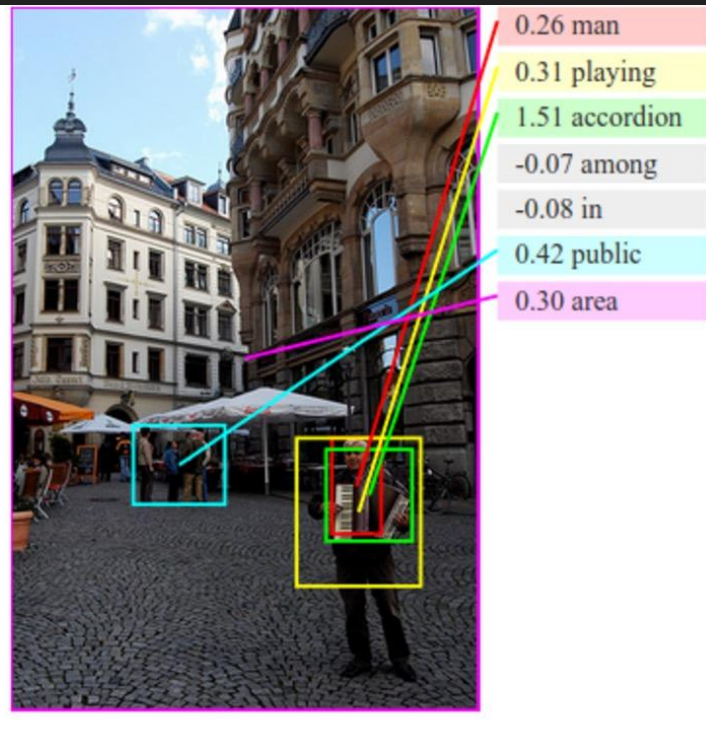 0.26 man
0.31 playing
1.51 accordion
-0.07 among
-0.08 in
0.42 public
0.30 area